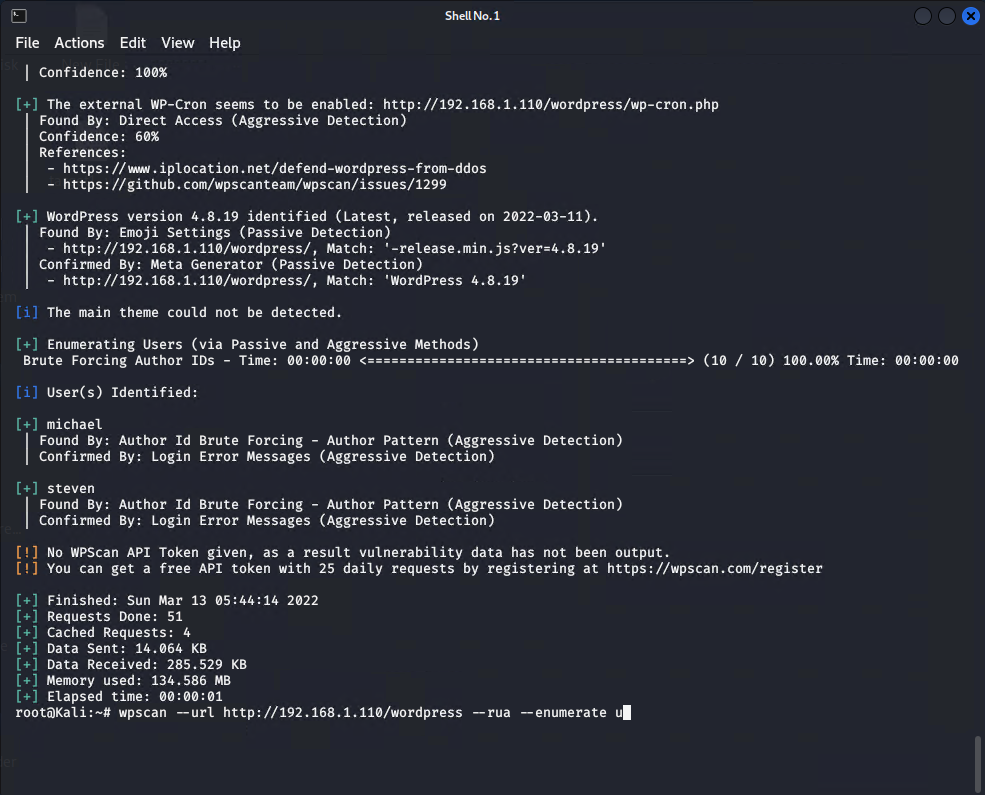 Shell No. 1
File Actions Edit View Help
| Confidence: 100%
[+] The external WP-Cron seems to be enabled: http://192.168.1.110/wordpress/wp-cron.php
| Found By: Direct Access (Aggressive Detection)
| Confidence: 60%
| References:
|  - https://www.iplocation.net/defend-wordpress-from-ddos
|  - https://github.com/wpscanteam/wpscan/issues/1299
[+] WordPress version 4.8.19 identified (Latest, released on 2022-03-11).
| Found By: Emoji Settings (Passive Detection)
|  - http://192.168.1.110/wordpress/, Match: '-release.min.js?ver=4.8.19'
| Confirmed By: Meta Generator (Passive Detection)
|  - http://192.168.1.110/wordpress/, Match: 'WordPress 4.8.19'
[i] The main theme could not be detected.
[+] Enumerating Users (via Passive and Aggressive Methods)
Brute Forcing Author IDs - Time: 00:00:00 <========================================> (10 / 10) 100.00% Time: 00:00:00
[i] User(s) Identified:
[+] michael
| Found By: Author Id Brute Forcing - Author Pattern (Aggressive Detection)
| Confirmed By: Login Error Messages (Aggressive Detection)
[+] steven
| Found By: Author Id Brute Forcing - Author Pattern (Aggressive Detection)
| Confirmed By: Login Error Messages (Aggressive Detection)
[!] No WPScan API Token given, as a result vulnerability data has not been output.
[!] You can get a free API token with 25 daily requests by registering at https://wpscan.com/register
[+] Finished: Sun Mar 13 05:44:14 2022
[+] Requests Done: 51
[+] Cached Requests: 4
[+] Data Sent: 14.064 KB
[+] Data Received: 285.529 KB
[+] Memory used: 134.586 MB
[+] Elapsed time: 00:00:01
root@Kali:~# wpscan --url http://192.168.1.110/wordpress --rua --enumerate u